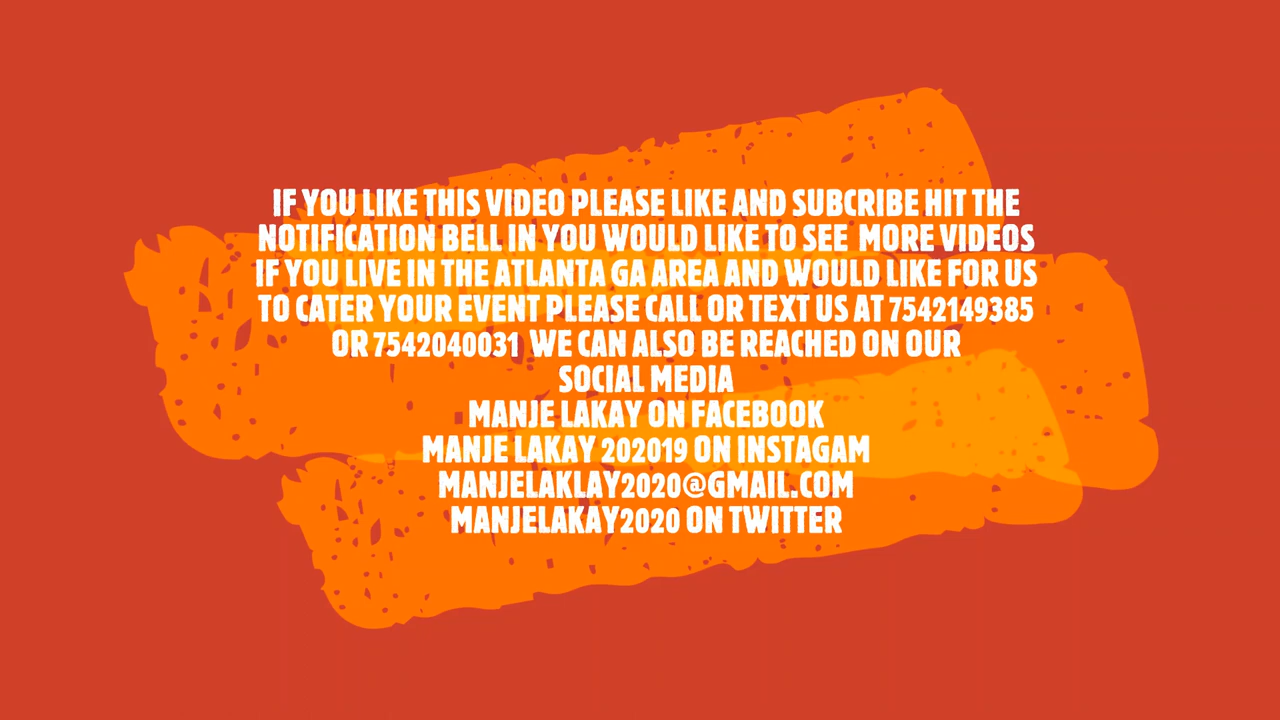 IF YOU LIKE THIS VIDEO PLEASE LIKE AND SUBCRIBE HIT THE
NOTIFICATION BELL IN YOU WOULD LIKE TO SEE MORE VIDEOS
IF YOU LIVE IN THE ATLANTA GA AREA AND WOULD LIKE FOR US
TO CATER YOUR EVENT PLEASE CALL OR TEXT US AT 7542149385
OR 7542040031 WE CAN ALSO BE REACHED ON OUR
SOCIAL MEDIA
MANJE LAKAY ON FACEBOOK
MANJE LAKAY 202019 ON INSTAGAM
MANJELAKLAY2020@GMAIL.COM
MANJELAKAY2020 ON TWITTER